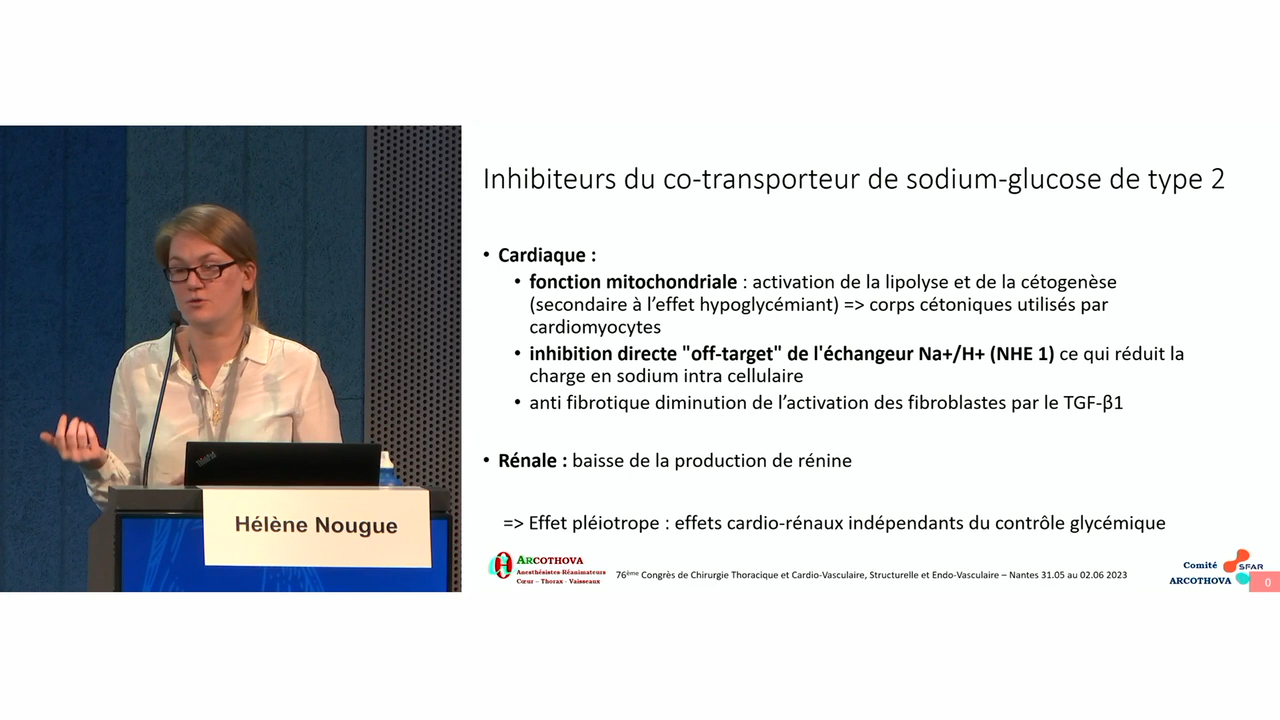 Inhibiteurs du co-transporteur de sodium-glucose de type 2
• Cardiaque :
• fonction mitochondriale : activation de la lipolyse et de la cétogenèse
(secondaire à l’effet hypoglycémiant) => corps cétoniques utilisés par
cardiomyocytes
• inhibition directe "off-target" de l'échangeur Na+/H+ (NHE 1) ce qui réduit la
charge en sodium intra cellulaire
• anti fibrotique diminution de l’activation des fibroblastes par le TGF-β1
• Rénale : baisse de la production de rénine
=> Effet pléiotrope : effets cardio-rénaux indépendants du contrôle glycémique
ARCOTHOVA
Anesthésistes-Réanimateurs
Cœur – Thorax – Vaisseaux
76ème Congrès de Chirurgie Thoracique et Cardio-Vasculaire, Structurelle et Endo-Vasculaire – Nantes 31.05 au 02.06 2023
Comité
ARCOTHOVA
SFAR
0
ThinkPad
Hélène Nougue